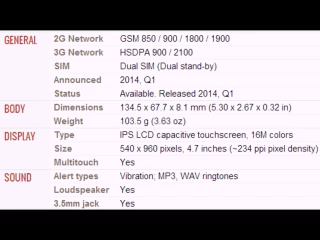 GENERAL 2G Network GSM 850 / 900 / 1800 / 1900
3G Network HSDPA 900 / 2100
SIM Dual SIM (Dual stand-by)
Announced 2014, Q1
Status Available. Released 2014, Q1
BODY Dimensions 134.5 x 67.7 x 8.1 mm (5.30 x 2.67 x 0.32 in)
Weight 103.5 g (3.63 oz)
DISPLAY Type IPS LCD capacitive touchscreen, 16M colors
Size 540 x 960 pixels, 4.7 inches (~234 ppi pixel density)
Multitouch Yes
SOUND Alert types Vibration; MP3, WAV ringtones
Loudspeaker Yes
3.5mm jack Yes